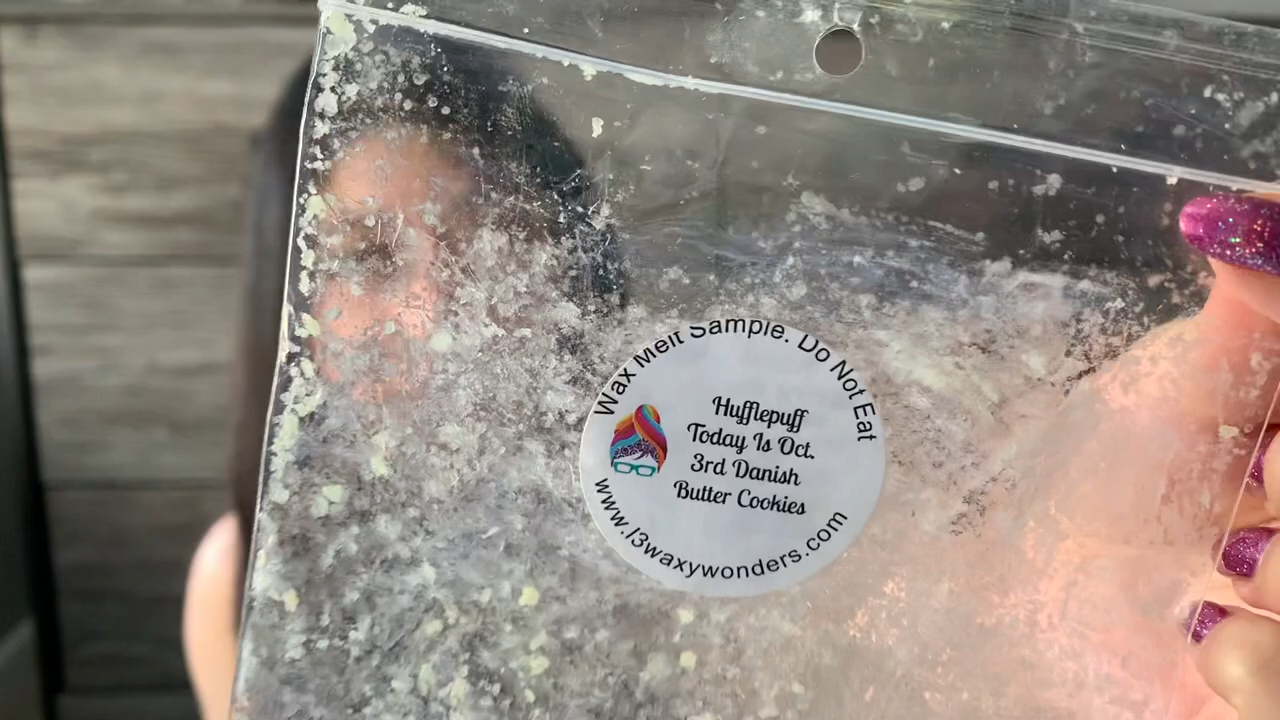 Wax Melt Sample. Do Not Eat
Hufflepuff
Today Is Oct.
3rd Danish
Butter Cookies
www.l3waxywonders.com